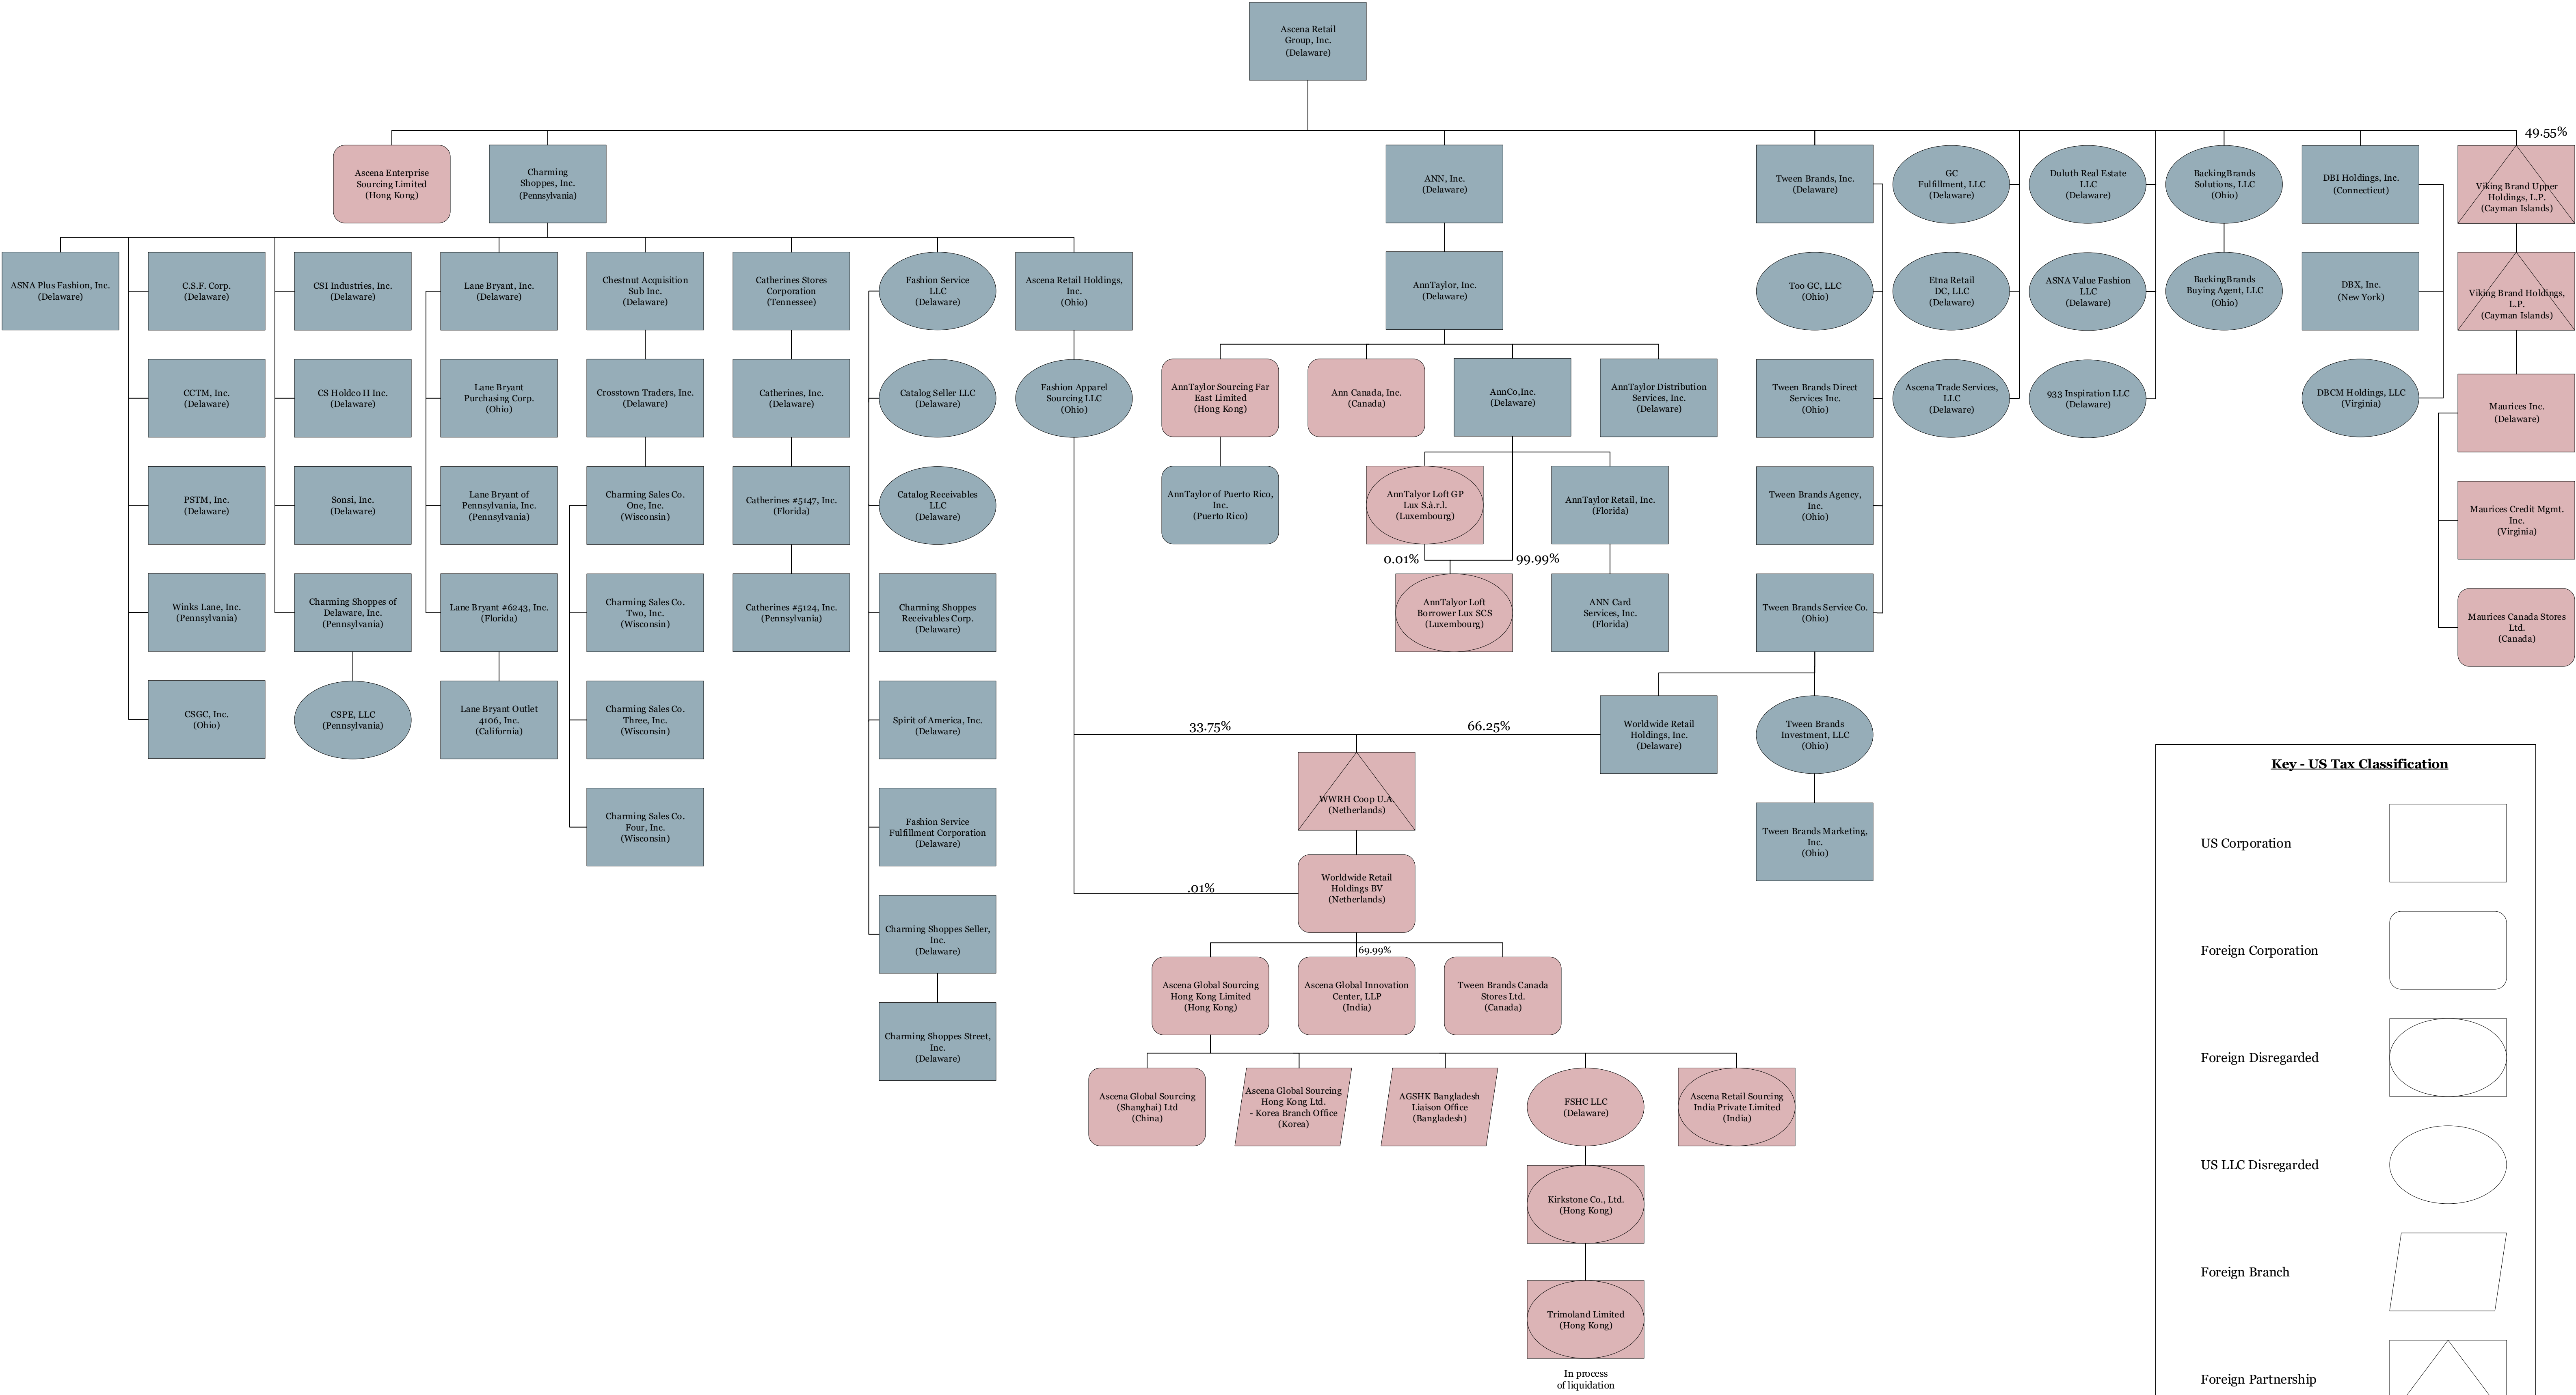 Ascena Retail
Group, Inc.
(Delaware)
49.55%
Ascena Enterprise
Sourcing Limited
(Hong Kong)
Charming
Shoppes, Inc.
(Pennsylvania)
ANN, Inc.
(Delaware)
Tween Brands, Inc.
(Delaware)
GC
Fulfillment, LLC
(Delaware)
Duluth Real Estate
LLC
(Delaware)
BackingBrands
Solutions, LLC
(Ohio)
DBI Holdings, Inc.
(Connecticut)
Viking Brand Upper
Holdings, L.P.
(Cayman Islands)
ASNA Plus Fashion, Inc.
(Delaware)
C.S.F. Corp.
(Delaware)
CSI Industries, Inc.
(Delaware)
Lane Bryant, Inc.
(Delaware)
Chestnut Acquisition
Sub Inc.
(Delaware)
Catherines Stores
Corporation
(Tennessee)
Fashion Service
LLC
(Delaware)
Ascena Retail Holdings,
Inc.
(Ohio)
AnnTaylor, Inc.
(Delaware)
Too GC, LLC
(Ohio)
Etna Retail
DC, LLC
(Delaware)
ASNA Value Fashion
LLC
(Delaware)
BackingBrands
Buying Agent, LLC
(Ohio)
DBX, Inc.
(New York)
Viking Brand Holdings,
L.P.
(Cayman Islands)
CCTM, Inc.
(Delaware)
CS Holdco II Inc.
(Delaware)
Lane Bryant
Purchasing Corp.
(Ohio)
Crosstown Traders, Inc.
(Delaware)
Catherines, Inc.
(Delaware)
Catalog Seller LLC
(Delaware)
Fashion Apparel
Sourcing LLC
(Ohio)
AnnTaylor Sourcing Far
East Limited
(Hong Kong)
Ann Canada, Inc.
(Canada)
AnnCo,Inc.
(Delaware)
AnnTaylor Distribution
Services, Inc.
(Delaware)
Tween Brands Direct
Services Inc.
(Ohio)
Ascena Trade Services,
LLC
(Delaware)
933 Inspiration LLC
(Delaware)
DBCM Holdings, LLC
(Virginia)
Maurices Inc.
(Delaware)
PSTM, Inc.
(Delaware)
Sonsi, Inc.
(Delaware)
Lane Bryant of
Pennsylvania, Inc.
(Pennsylvania)
Charming Sales Co.
One, Inc.
(Wisconsin)
Catherines #5147, Inc.
(Florida)
Catalog Receivables
LLC
(Delaware)
AnnTaylor of Puerto Rico,
Inc.
(Puerto Rico)
AnnTalyor Loft GP
Lux S.à.r.l.
(Luxembourg)
AnnTaylor Retail, Inc.
(Florida)
Tween Brands Agency,
Inc.
(Ohio)
Maurices Credit Mgmt.
Inc.
(Virginia)
0.01%
99.99%
Winks Lane, Inc.
(Pennsylvania)
Charming Shoppes of
Delaware, Inc.
(Pennsylvania)
Lane Bryant #6243, Inc.
(Florida)
Charming Sales Co.
Two, Inc.
(Wisconsin)
Catherines #5124, Inc.
(Pennsylvania)
Charming Shoppes
Receivables Corp.
(Delaware)
AnnTalyor Loft
Borrower Lux SCS
(Luxembourg)
ANN Card
Services, Inc.
(Florida)
Tween Brands Service Co.
(Ohio)
Maurices Canada Stores
Ltd.
(Canada)
CSGC, Inc.
(Ohio)
CSPE, LLC
(Pennsylvania)
Lane Bryant Outlet
4106, Inc.
(California)
Charming Sales Co.
Three, Inc.
(Wisconsin)
Spirit of America, Inc.
(Delaware)
33.75%
66.25%
Worldwide Retail
Holdings, Inc.
(Delaware)
Tween Brands
Investment, LLC
(Ohio)
WWRH Coop U.A.
(Netherlands)
Charming Sales Co.
Four, Inc.
(Wisconsin)
Fashion Service
Fulfillment Corporation
(Delaware)
Tween Brands Marketing,
Inc.
(Ohio)
.01%
Worldwide Retail
Holdings BV
(Netherlands)
Charming Shoppes Seller,
Inc.
(Delaware)
69.99%
Ascena Global Sourcing
Hong Kong Limited
(Hong Kong)
Ascena Global Innovation
Center, LLP
(India)
Tween Brands Canada
Stores Ltd.
(Canada)
Charming Shoppes Street,
Inc.
(Delaware)
Ascena Global Sourcing
(Shanghai) Ltd
(China)
Ascena Global Sourcing
Hong Kong Ltd.
- Korea Branch Office
(Korea)
AGSHK Bangladesh
Liaison Office
(Bangladesh)
FSHC LLC
(Delaware)
Ascena Retail Sourcing
India Private Limited
(India)
Kirkstone Co., Ltd.
(Hong Kong)
Trimoland Limited
(Hong Kong)
In process
of liquidation
Key - US Tax Classification
US Corporation
Foreign Corporation
Foreign Disregarded
US LLC Disregarded
Foreign Branch
Foreign Partnership